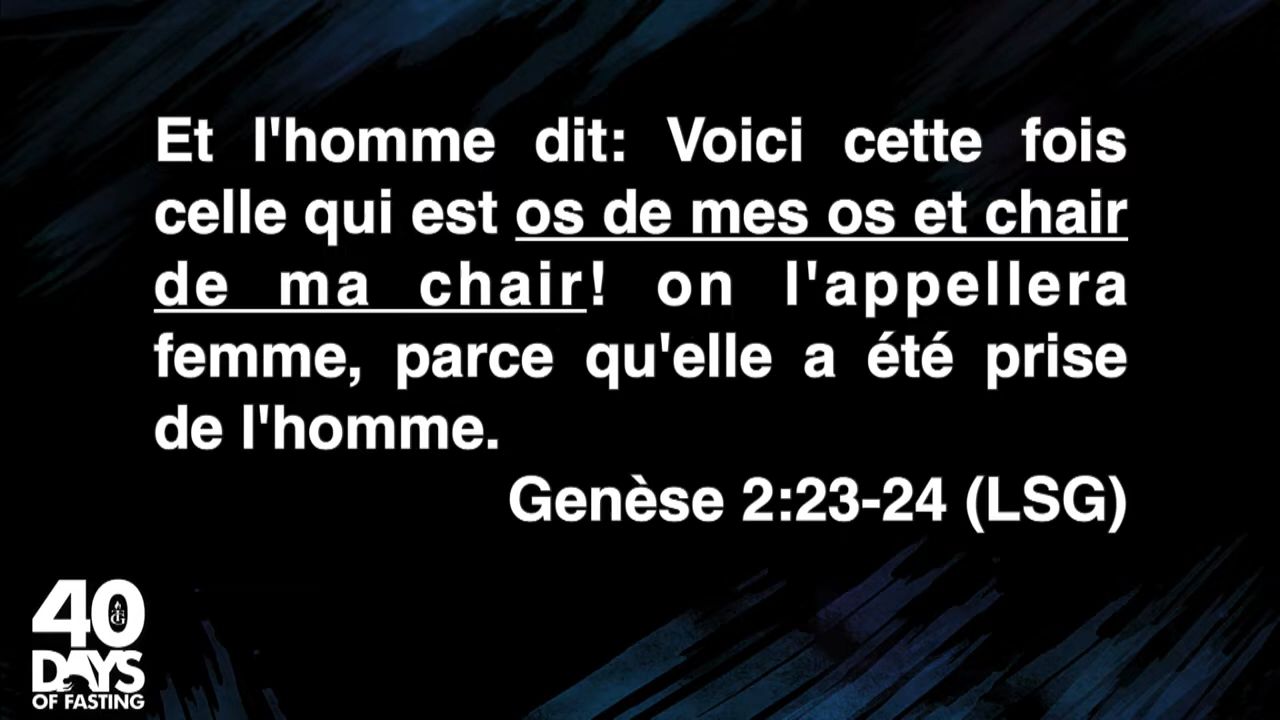 Et l'homme dit: Voici cette fois
celle qui est os de mes os et chair
de ma chair! on l'appellera
femme, parce qu'elle a été prise
de l'homme.
Genèse 2:23-24 (LSG)
40
DAYS
OF FASTING